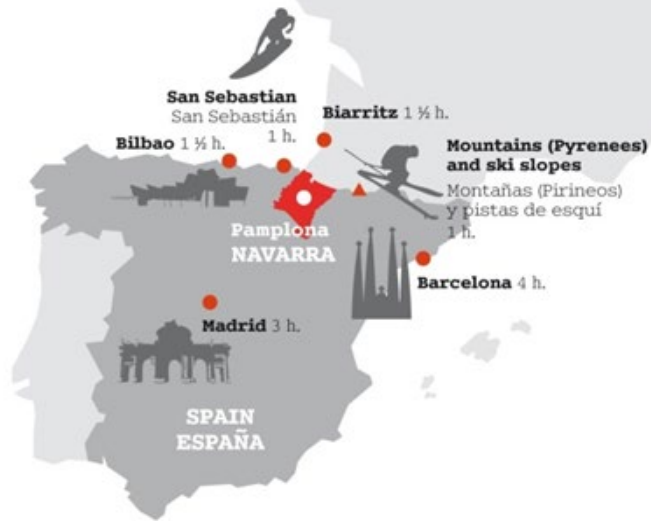 San Sebastian
San Sebastián
1 h.
Biarritz 1 ½ h.
Bilbao 1 ½ h.
Mountains (Pyrenees)
and ski slopes
Montañas (Pirineos)
y pistas de esquí
1 h.
Pamplona
NAVARRA
Barcelona 4 h.
Madrid 3 h.
SPAIN
ESPAÑA